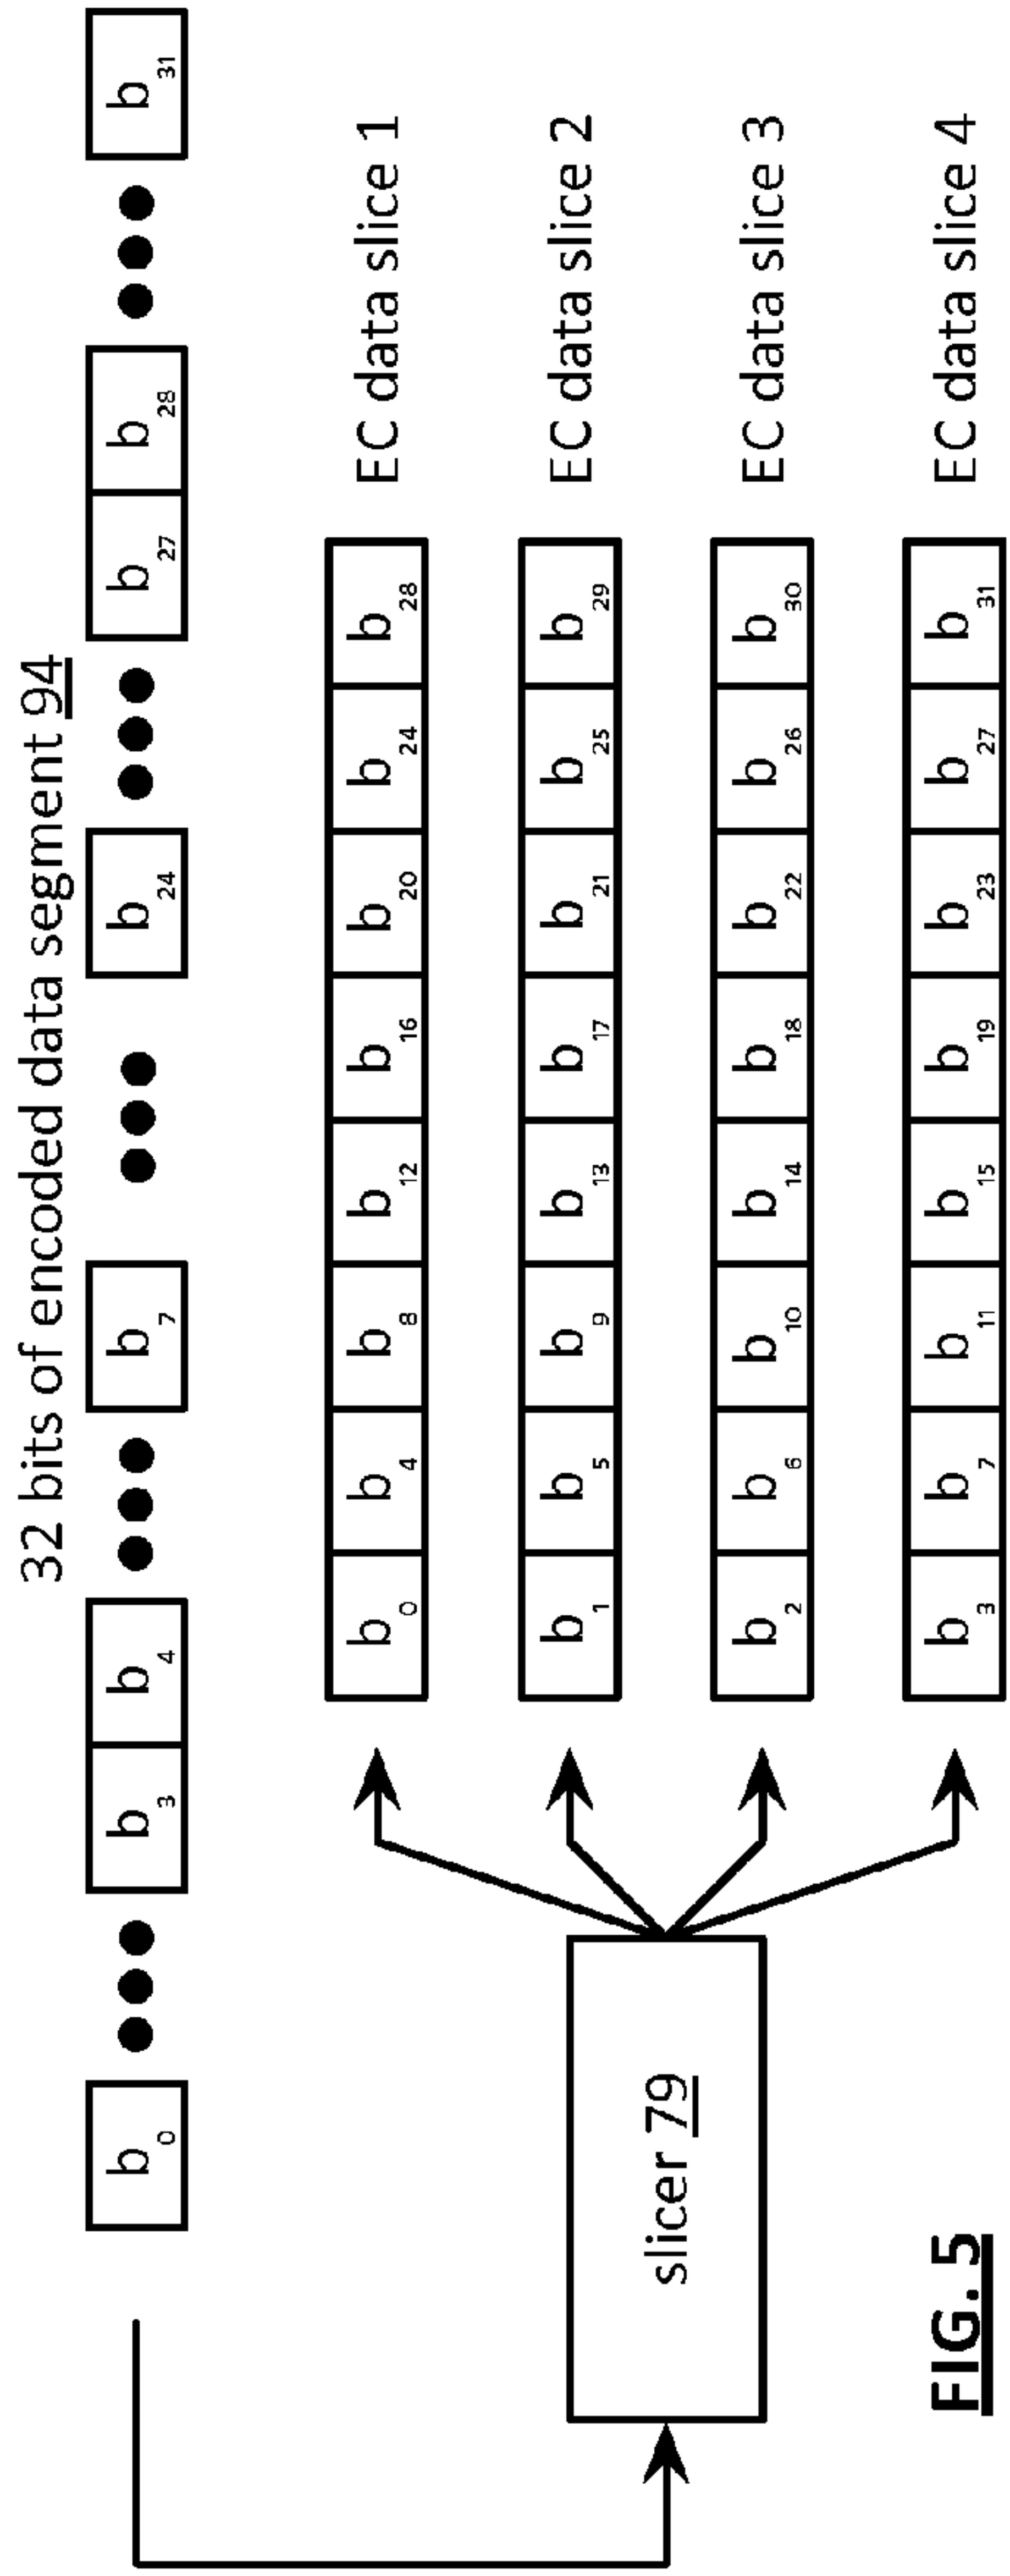 32 bits of encoded data segment 94
b0 b3 b4 b7 b24 b27 b28 b31
b0 b4 b8 b12 b16 b20 b24 b28 EC data slice 1
b1 b5 b9 b13 b17 b21 b25 b29 EC data slice 2
slicer 79
b2 b6 b10 b14 b18 b22 b26 b30 EC data slice 3
b3 b7 b11 b15 b19 b23 b27 b31 EC data slice 4
FIG. 5